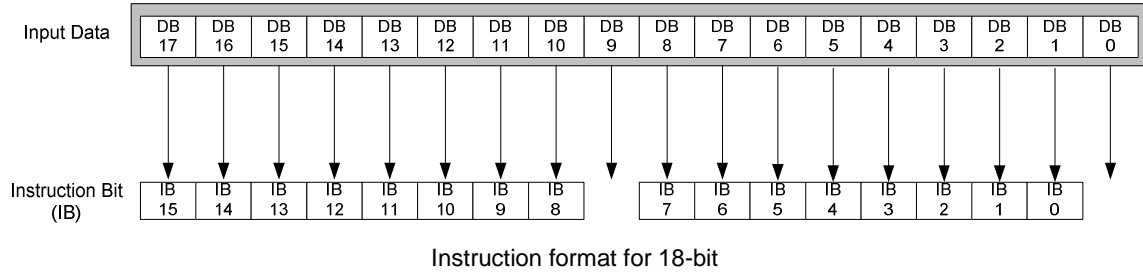 Input Data
DB DB DB DB DB DB DB DB DB DB DB DB DB DB DB DB DB DB
17 16 15 14 13 12 11 10 9 8 7 6 5 4 3 2 1 0
Instruction Bit
(IB)
IB IB IB IB IB IB IB IB IB IB IB IB IB IB IB IB
15 14 13 12 11 10 9 8 7 6 5 4 3 2 1 0
Instruction format for 18-bit